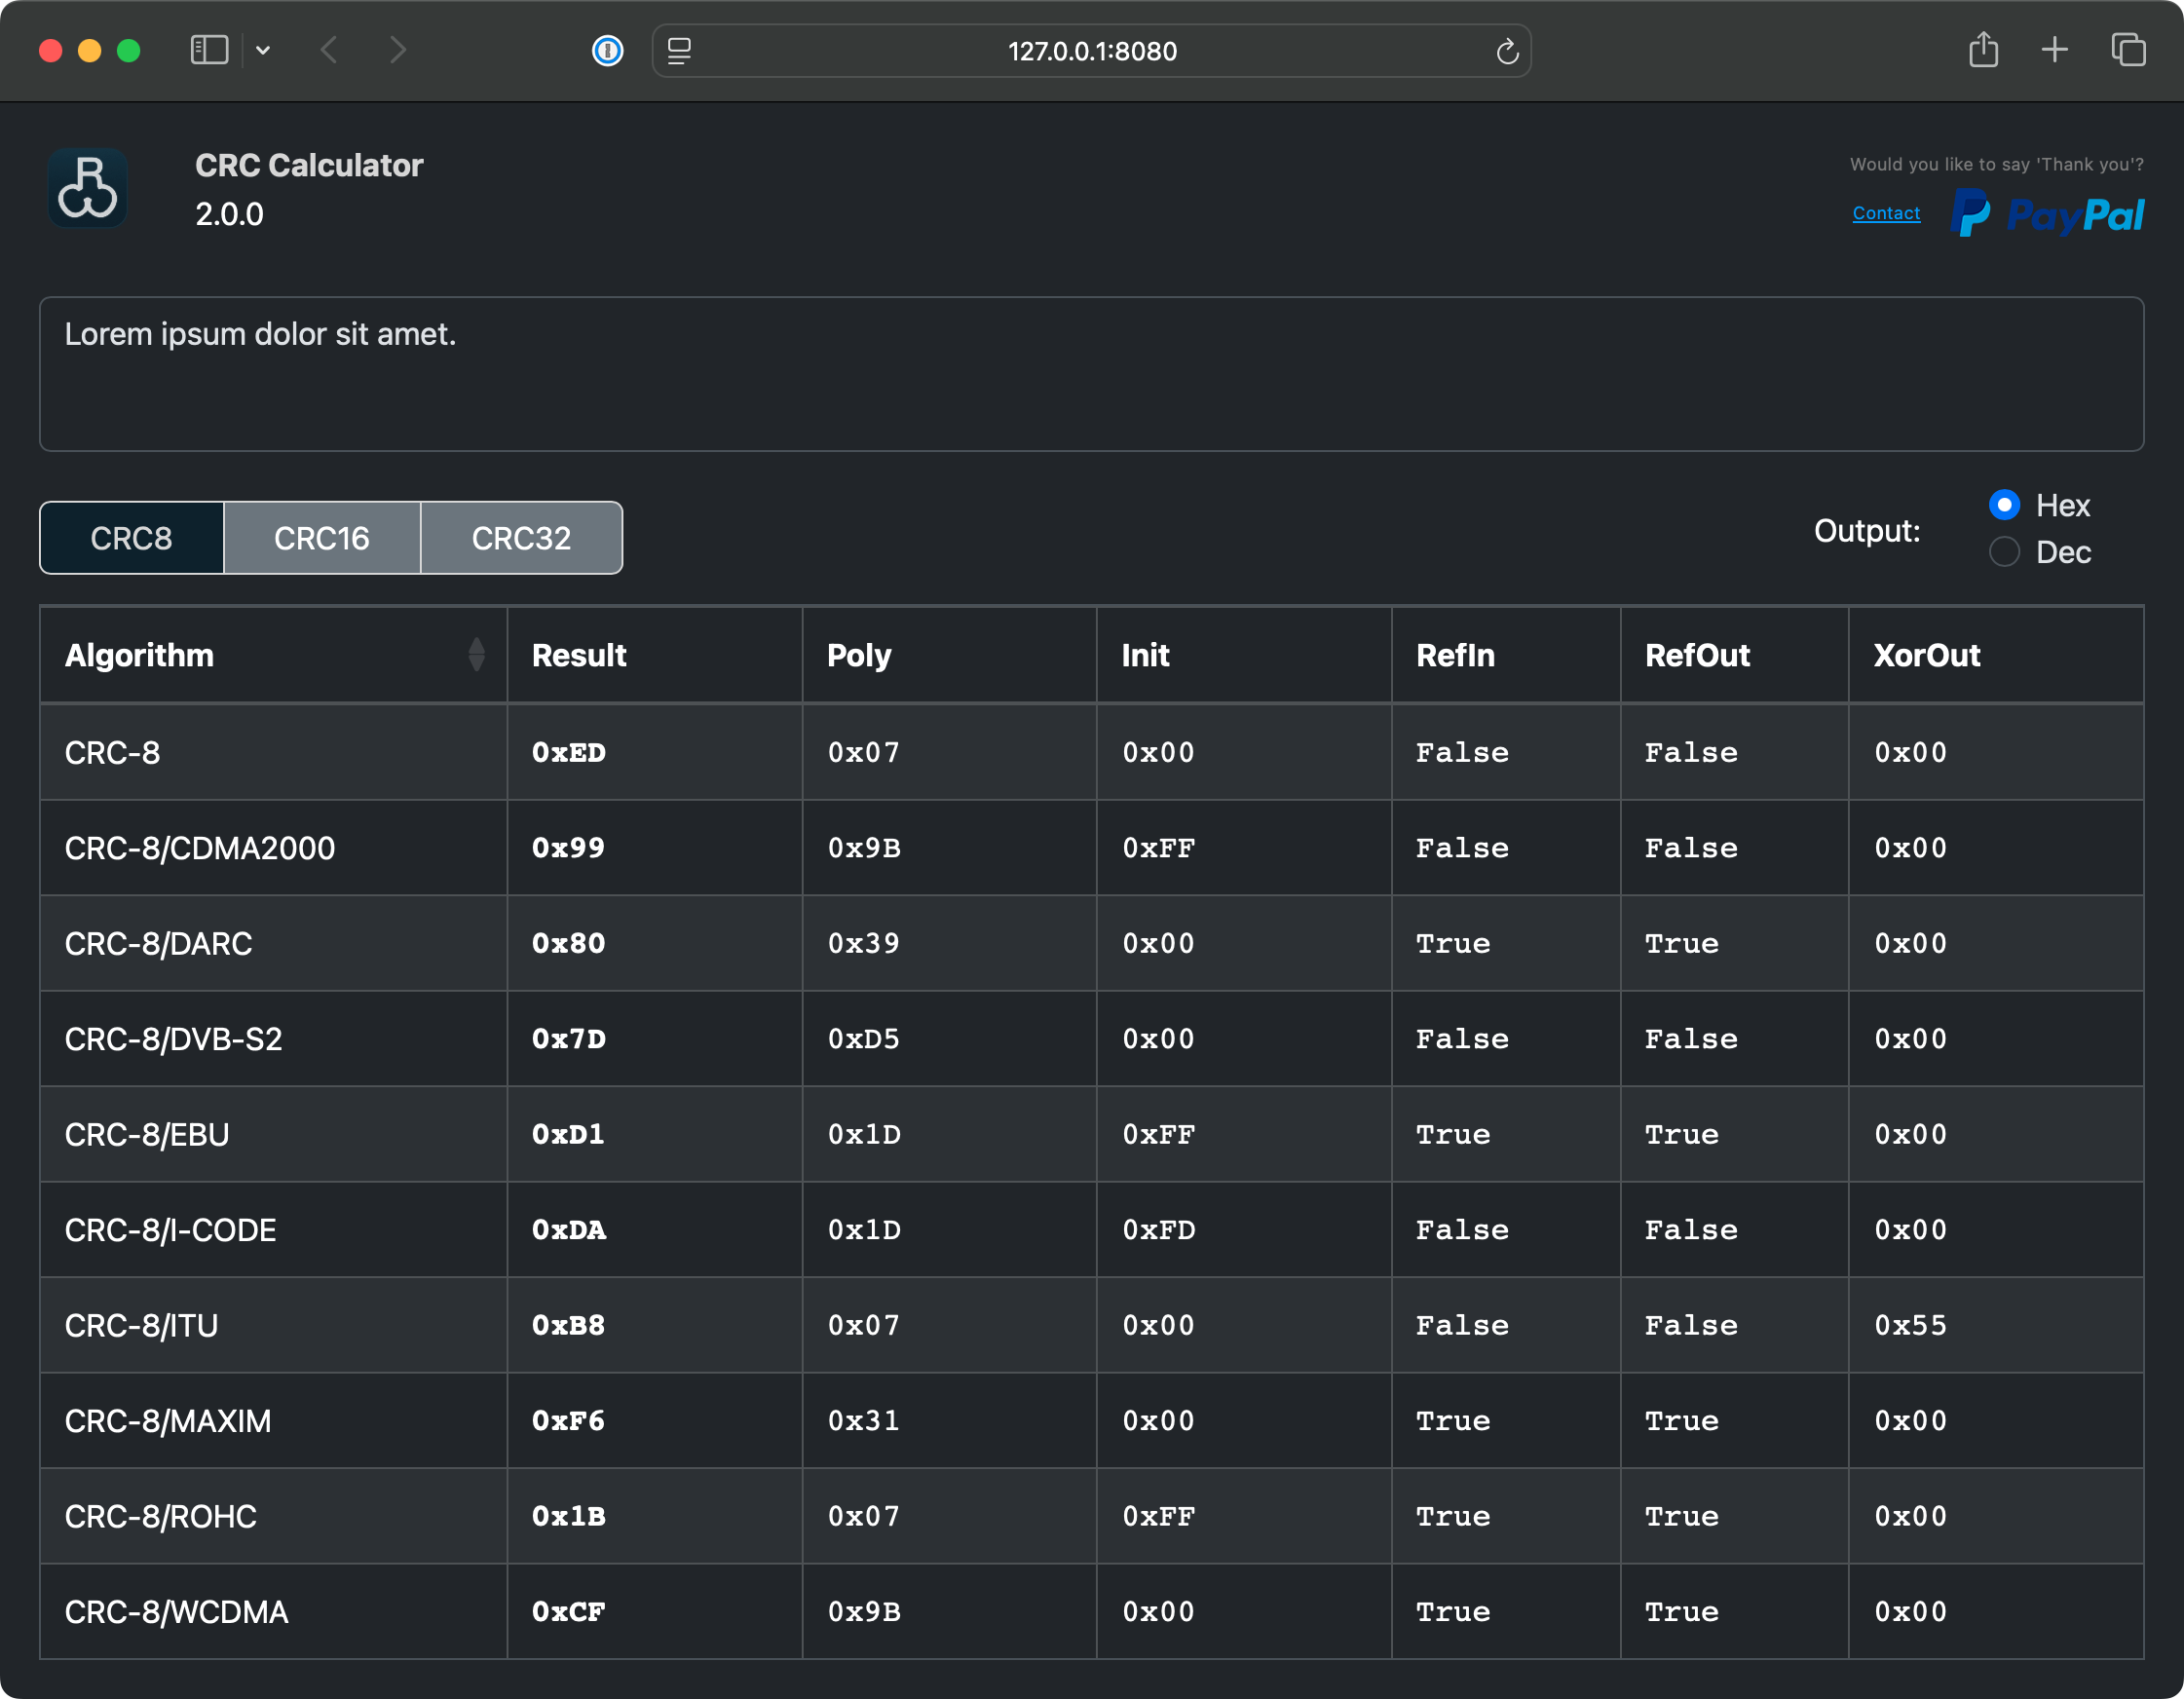 127.0.0.1:8080
CRC Calculator
2.0.0
Would you like to say 'Thank you'?
Contact PayPal
Lorem ipsum dolor sit amet.
CRC8 CRC16 CRC32
Output: Hex
Dec
Algorithm Result Poly Init RefIn RefOut XorOut
CRC-8 0xED 0x07 0x00 False False 0x00
CRC-8/CDMA2000 0x99 0x9B 0xFF False False 0x00
CRC-8/DARC 0x80 0x39 0x00 True True 0x00
CRC-8/DVB-S2 0x7D 0xD5 0x00 False False 0x00
CRC-8/EBU 0xD1 0x1D 0xFF True True 0x00
CRC-8/I-CODE 0xDA 0x1D 0xFD False False 0x00
CRC-8/ITU 0xB8 0x07 0x00 False False 0x55
CRC-8/MAXIM 0xF6 0x31 0x00 True True 0x00
CRC-8/ROHC 0x1B 0x07 0xFF True True 0x00
CRC-8/WCDMA 0xCF 0x9B 0x00 True True 0x00